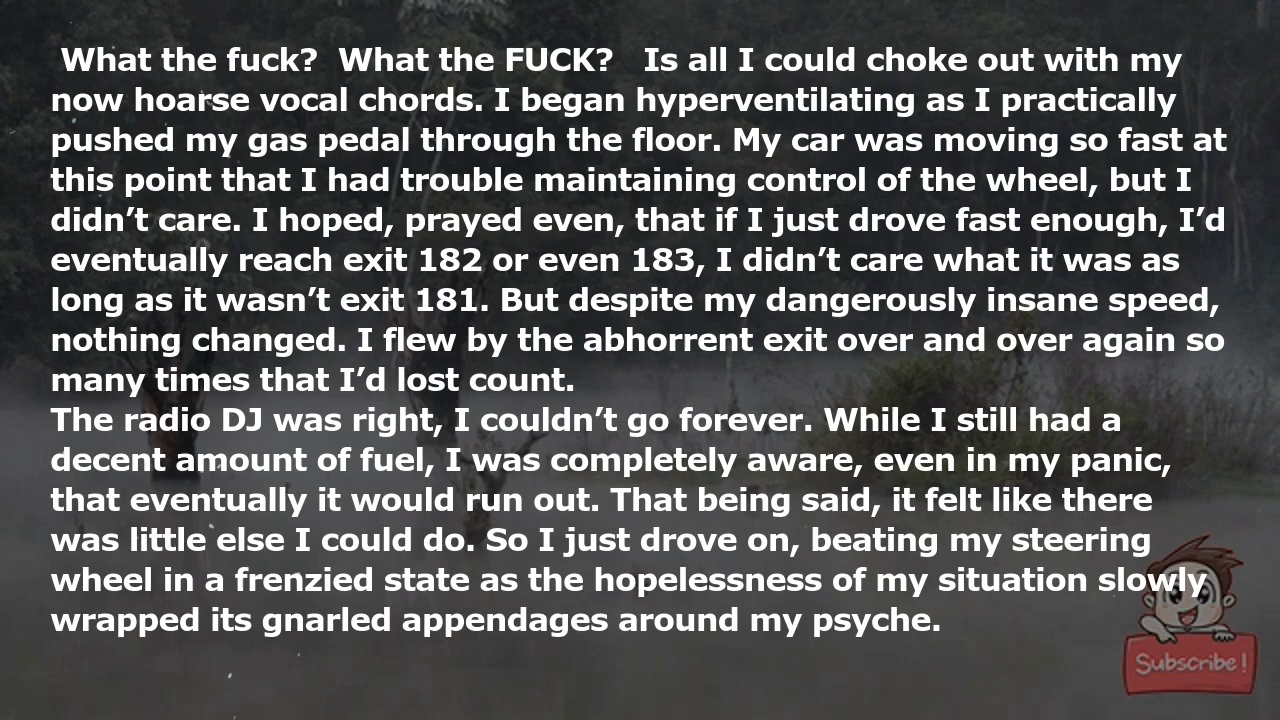 What the fuck?  What the FUCK?   Is all I could choke out with my
now hoarse vocal chords. I began hyperventilating as I practically
pushed my gas pedal through the floor. My car was moving so fast at
this point that I had trouble maintaining control of the wheel, but I
didn’t care. I hoped, prayed even, that if I just drove fast enough, I’d
eventually reach exit 182 or even 183, I didn’t care what it was as
long as it wasn’t exit 181. But despite my dangerously insane speed,
nothing changed. I flew by the abhorrent exit over and over again so
many times that I’d lost count.
The radio DJ was right, I couldn’t go forever. While I still had a
decent amount of fuel, I was completely aware, even in my panic,
that eventually it would run out. That being said, it felt like there
was little else I could do. So I just drove on, beating my steering
wheel in a frenzied state as the hopelessness of my situation slowly
wrapped its gnarled appendages around my psyche.
Subscribe!